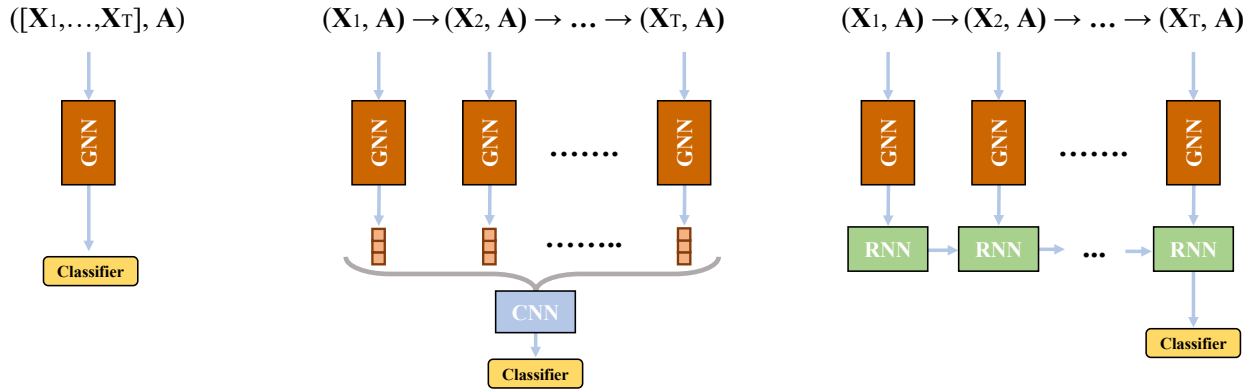 ([X1,…,XT], A)
GNN
Classifier
(X1, A) → (X2, A) → … → (XT, A)
GNN
GNN
…….
GNN
……..
CNN
Classifier
(X1, A) → (X2, A) → … → (XT, A)
GNN
GNN
…….
GNN
RNN
RNN
...
RNN
Classifier